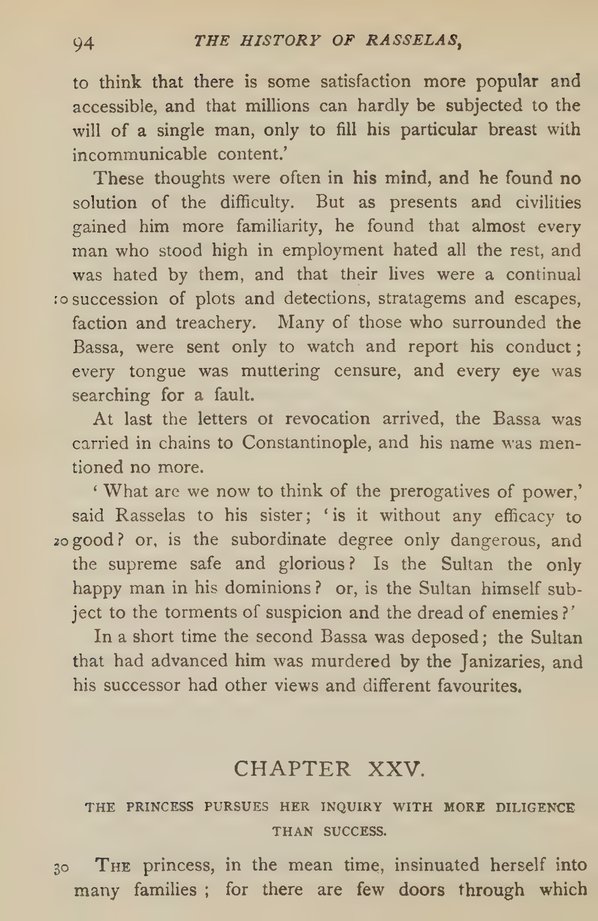 94 THE HISTORY OF RASSELAS,
to think that there is some satisfaction more popular and
accessible, and that millions can hardly be subjected to the
will of a single man, only to fill his particular breast with
incommunicable content.’
These thoughts were often in his mind, and he found no
solution of the difficulty. But as presents and civilities
gained him more familiarity, he found that almost every
man who stood high in employment hated all the rest, and
was hated by them, and that their lives were a continual
10 succession of plots and detections, stratagems and escapes,
faction and treachery. Many of those who surrounded the
Bassa, were sent only to watch and report his conduct;
every tongue was muttering censure, and every eye was
searching for a fault.
At last the letters of revocation arrived, the Bassa was
carried in chains to Constantinople, and his name was men-
tioned no more.
‘What are we now to think of the prerogatives of power,’
said Rasselas to his sister; ‘is it without any efficacy to
20 good? or, is the subordinate degree only dangerous, and
the supreme safe and glorious? Is the Sultan the only
happy man in his dominions? or, is the Sultan himself sub-
ject to the torments of suspicion and the dread of enemies?’
In a short time the second Bassa was deposed; the Sultan
that had advanced him was murdered by the Janizaries, and
his successor had other views and different favourites.
CHAPTER XXV.
THE PRINCESS PURSUES HER INQUIRY WITH MORE DILIGENCE
THAN SUCCESS.
30 THE princess, in the mean time, insinuated herself into
many families; for there are few doors through which